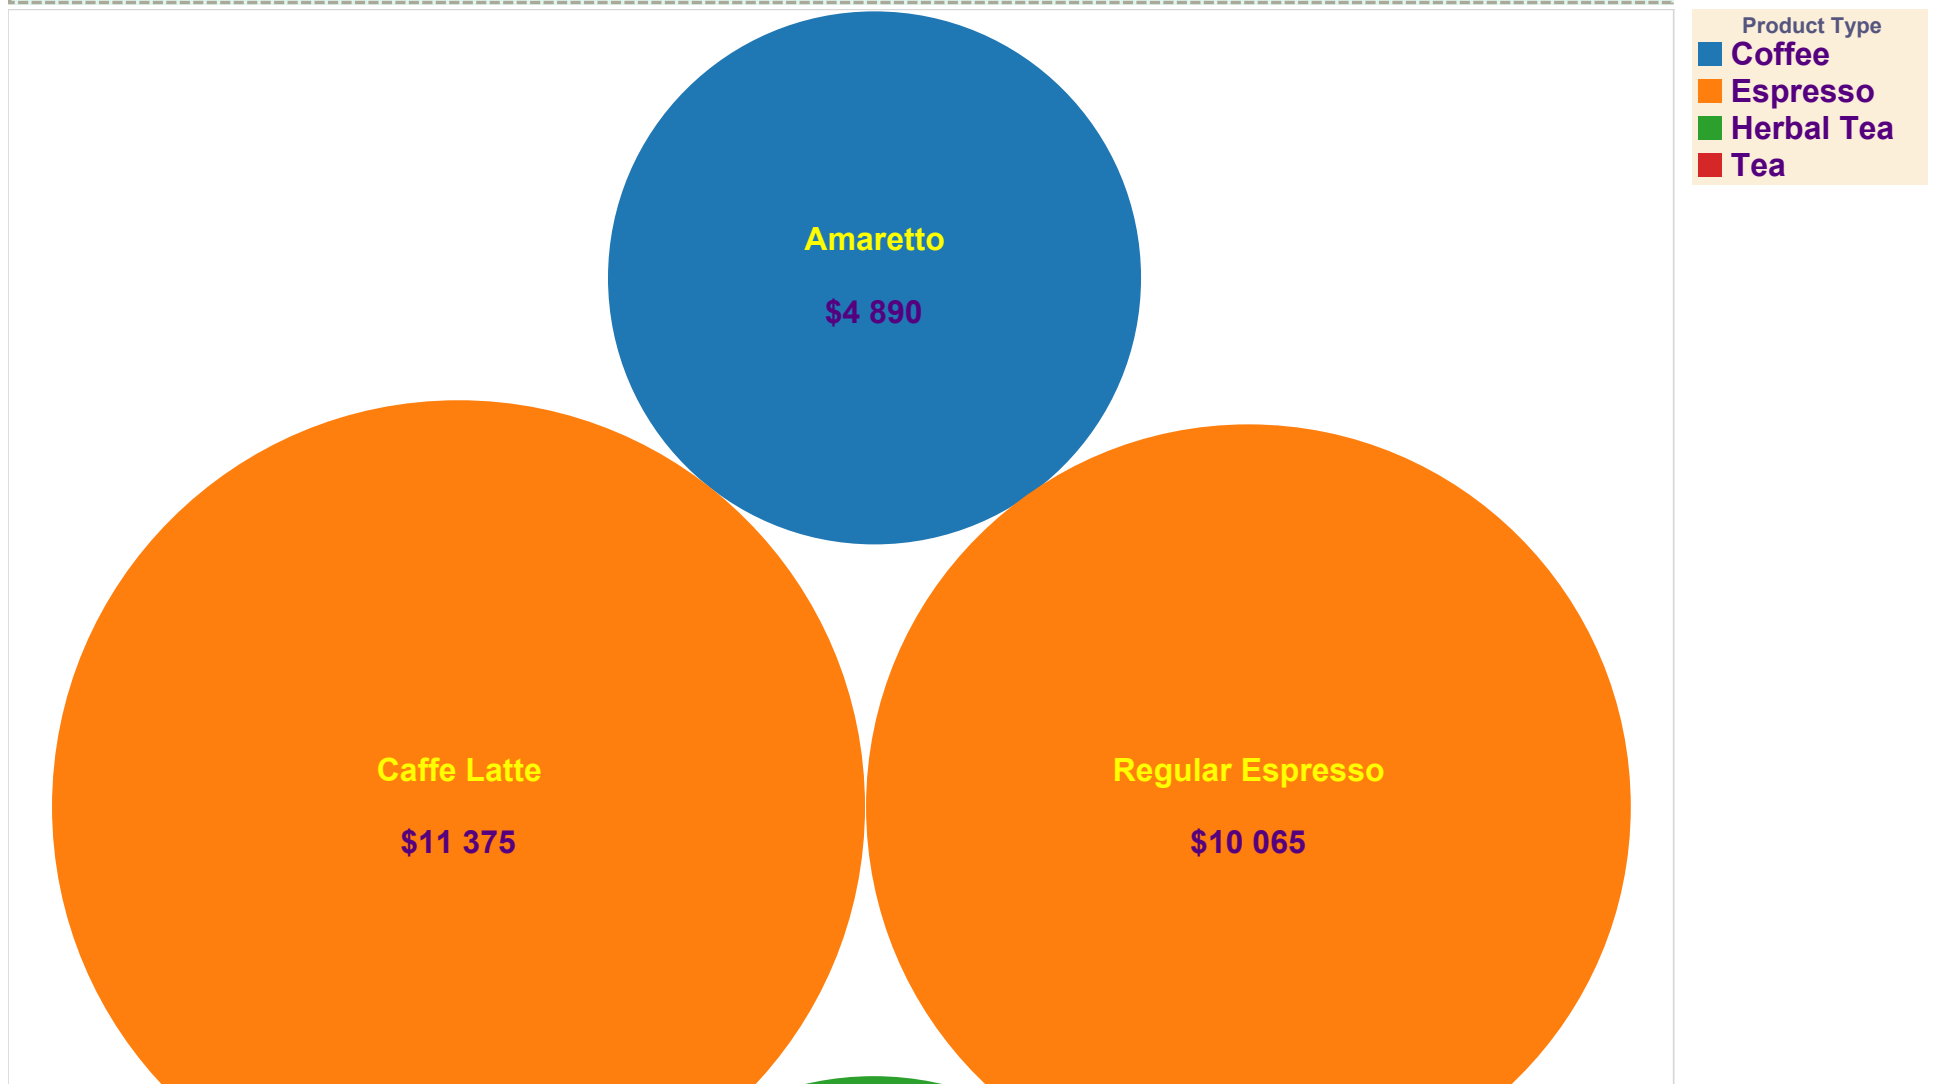 Product Type
Coffee
Espresso
Herbal Tea
Tea
Amaretto
$4 890
Caffe Latte
$11 375
Regular Espresso
$10 065